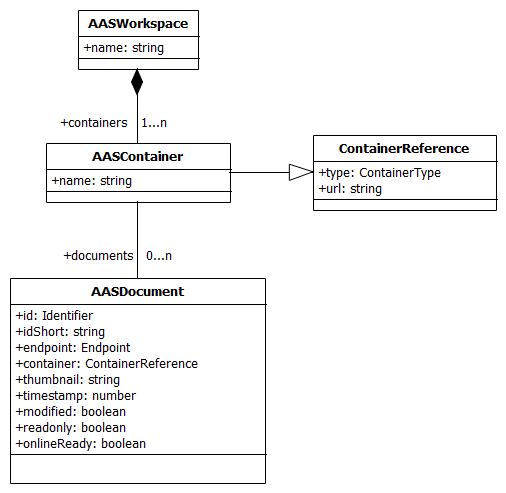 AASWorkspace
+name: string
+containers 1...n
AASContainer
+name: string
ContainerReference
+type: ContainerType
+url: string
+documents 0...n
AASDocument
+id: Identifier
+idShort: string
+endpoint: Endpoint
+container: ContainerReference
+thumbnail: string
+timestamp: number
+modified: boolean
+readonly: boolean
+onlineReady: boolean